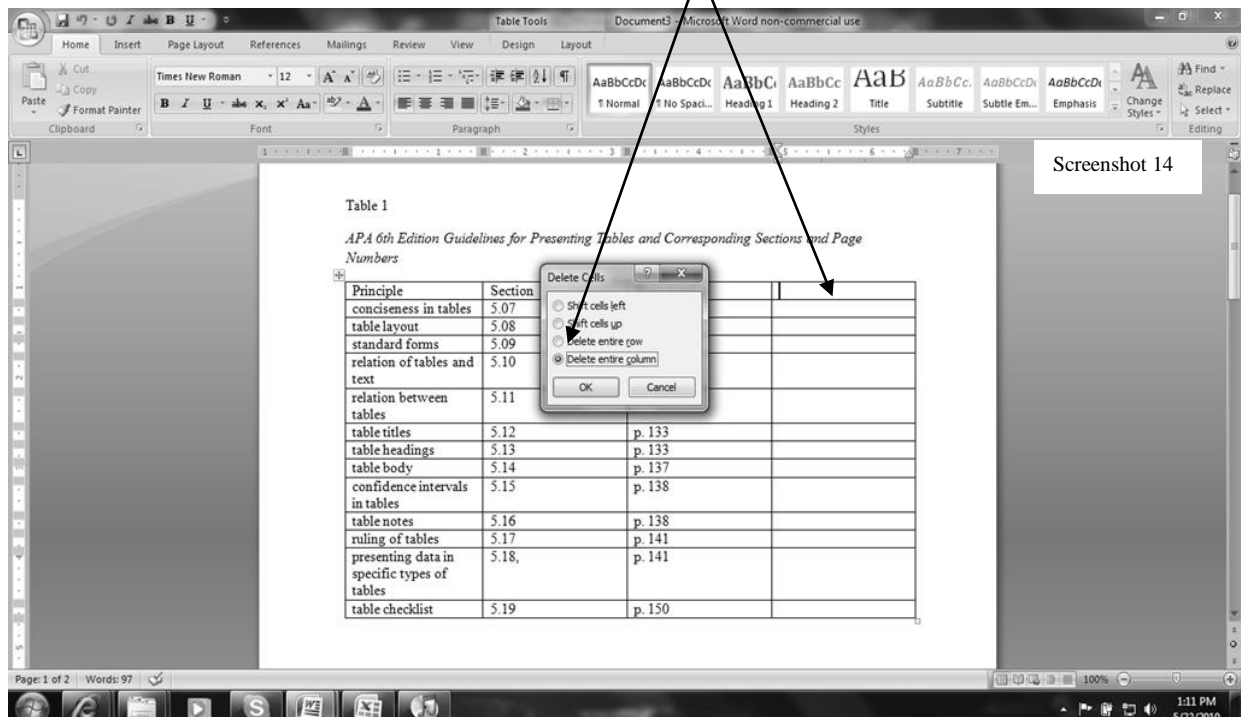 Table Tools
Document3 - Microsoft Word non-commercial use
Home Insert Page Layout References Mailings Review View Design Layout
Cut
Copy
Format Painter
Paste
Times New Roman 12
Clipboard Font Paragraph Styles Editing
AaBbCcDc AaBbCcDc AaBbC AaBbCc AaB AaBbCc. AaBbCcDc AaBbCcDc
¶ Normal ¶ No Spaci... Heading 1 Heading 2 Title Subtitle Subtle Em... Emphasis
Change Styles
Find
Replace
Select
Screenshot 14
Table 1
APA 6th Edition Guidelines for Presenting Tables and Corresponding Sections and Page
Numbers
Delete Cells
Shift cells left
Shift cells up
Delete entire row
Delete entire column
OK Cancel
Principle Section
conciseness in tables 5.07
table layout 5.08
standard forms 5.09
relation of tables and 5.10
text
relation between 5.11
tables
table titles 5.12 p. 133
table headings 5.13 p. 133
table body 5.14 p. 137
confidence intervals 5.15 p. 138
in tables
table notes 5.16 p. 138
ruling of tables 5.17 p. 141
presenting data in 5.18, p. 141
specific types of
tables
table checklist 5.19 p. 150
Page: 1 of 2 Words: 97
100%
1:11 PM